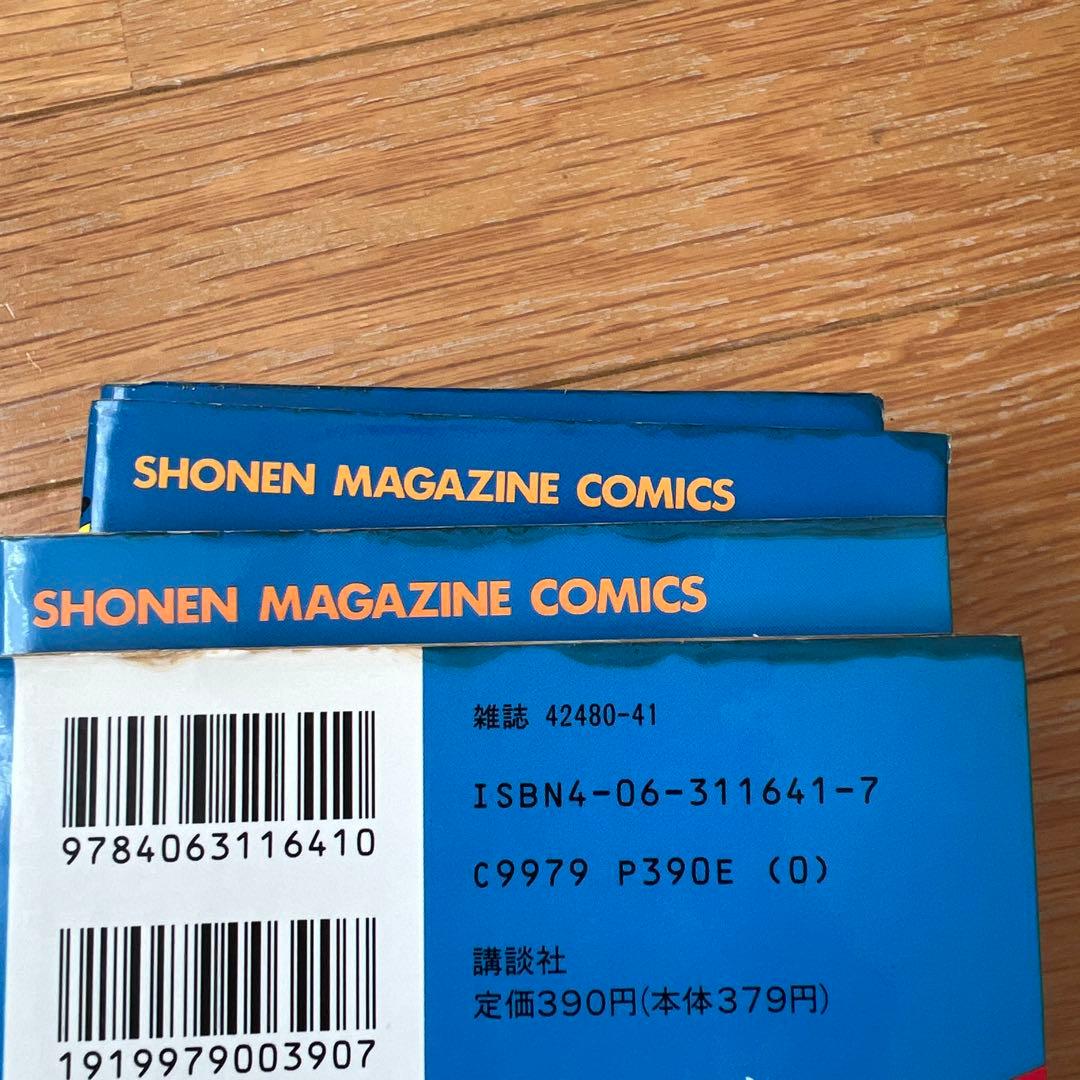 SHONEN MAGAZINE COMICS
SHONEN MAGAZINE COMICS
9784063116410
1919979003907
雑誌 42480-41
ISBN4-06-311641-7
C9979 P390E (0)
講談社
定価390円(本体379円)